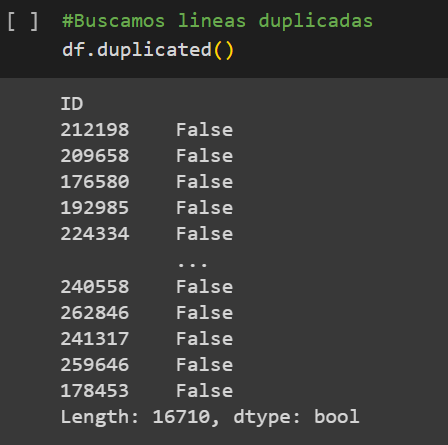 [ ] #Buscamos lineas duplicadas
df.duplicated()
ID
212198 False
209658 False
176580 False
192985 False
224334 False
...
240558 False
262846 False
241317 False
259646 False
178453 False
Length: 16710, dtype: bool